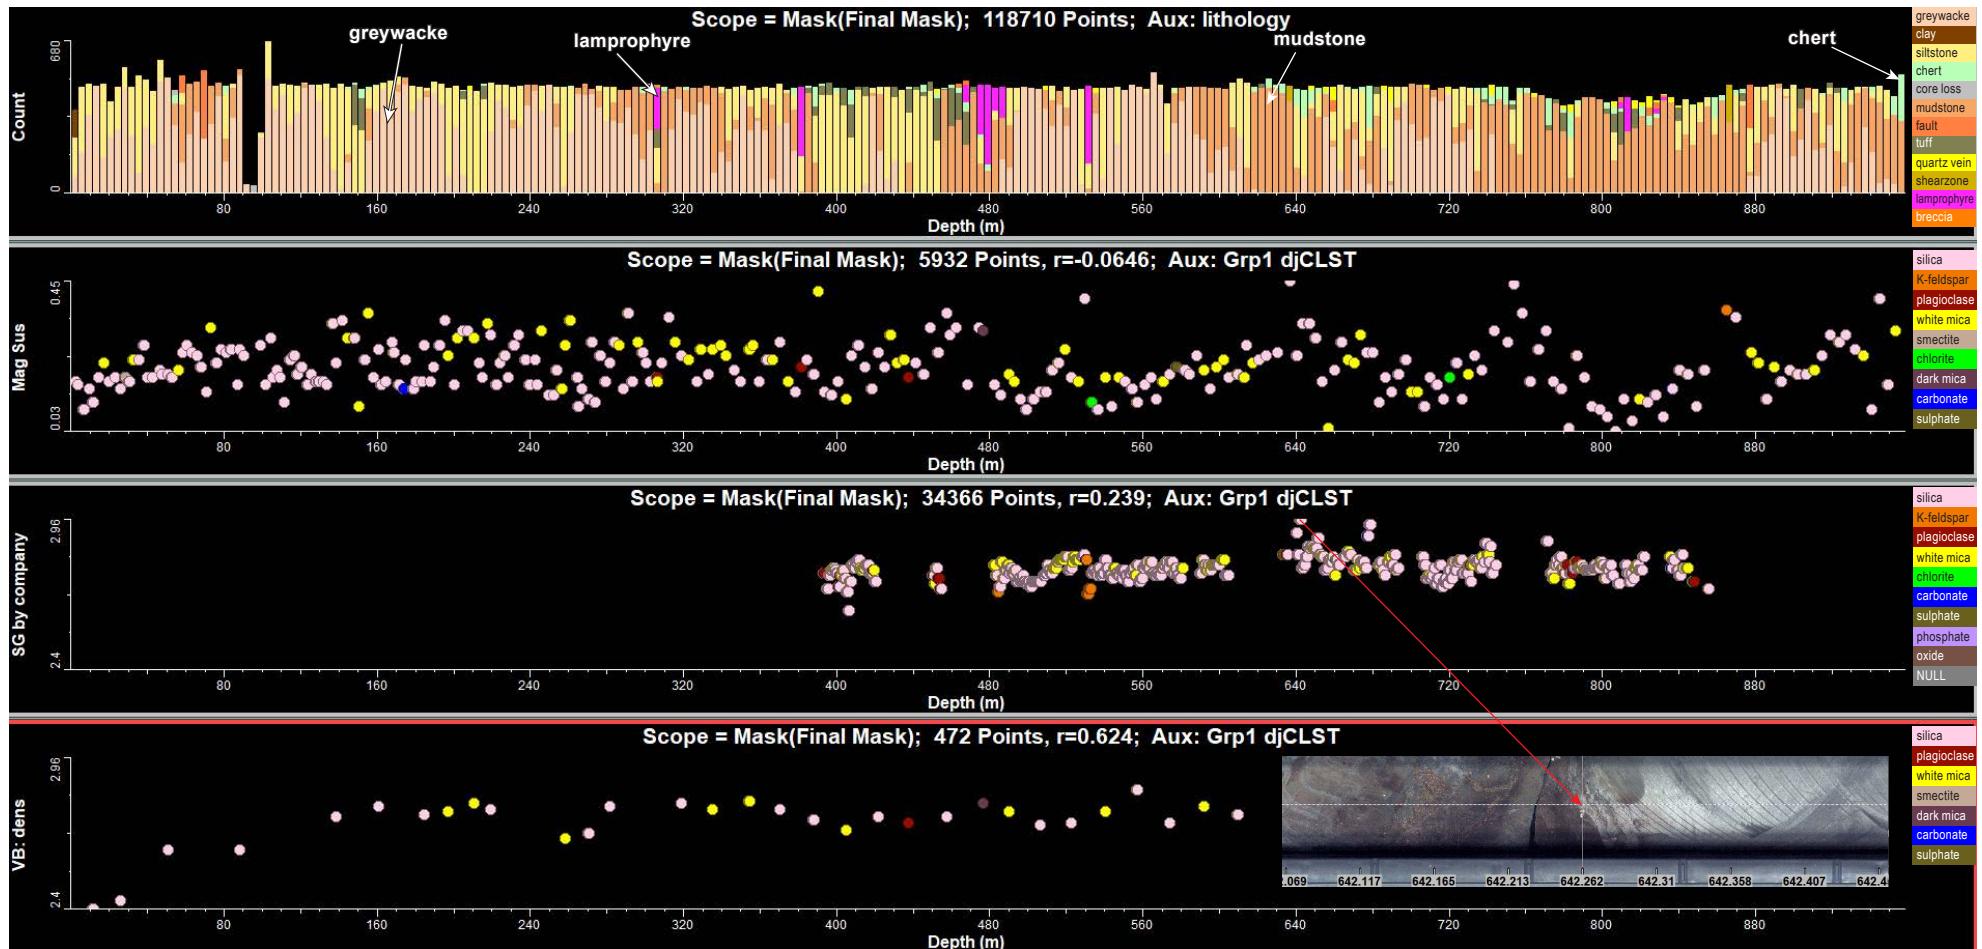 Scope = Mask(Final Mask); 118710 Points; Aux: lithology
greywacke
lamprophyre
mudstone
chert
680
0
Count
80 160 240 320 400 480 560 640 720 800 880
Depth (m)
greywacke
clay
siltstone
chert
core loss
mudstone
fault
tuff
quartz vein
shearzone
lamprophyre
breccia
Scope = Mask(Final Mask); 5932 Points, r=-0.0646; Aux: Grp1 djCLST
0.45
0.03
Mag Sus
80 160 240 320 400 480 560 640 720 800 880
Depth (m)
silica
K-feldspar
plagioclase
white mica
smectite
chlorite
dark mica
carbonate
sulphate
Scope = Mask(Final Mask); 34366 Points, r=0.239; Aux: Grp1 djCLST
2.96
2.4
SG by company
80 160 240 320 400 480 560 640 720 800 880
Depth (m)
silica
K-feldspar
plagioclase
white mica
chlorite
carbonate
sulphate
phosphate
oxide
NULL
Scope = Mask(Final Mask); 472 Points, r=0.624; Aux: Grp1 djCLST
2.96
2.4
VB: dens
.069 642.117 642.165 642.213 642.262 642.31 642.358 642.407 642.4
80 160 240 320 400 480 560 640 720 800 880
Depth (m)
silica
plagioclase
white mica
smectite
dark mica
carbonate
sulphate